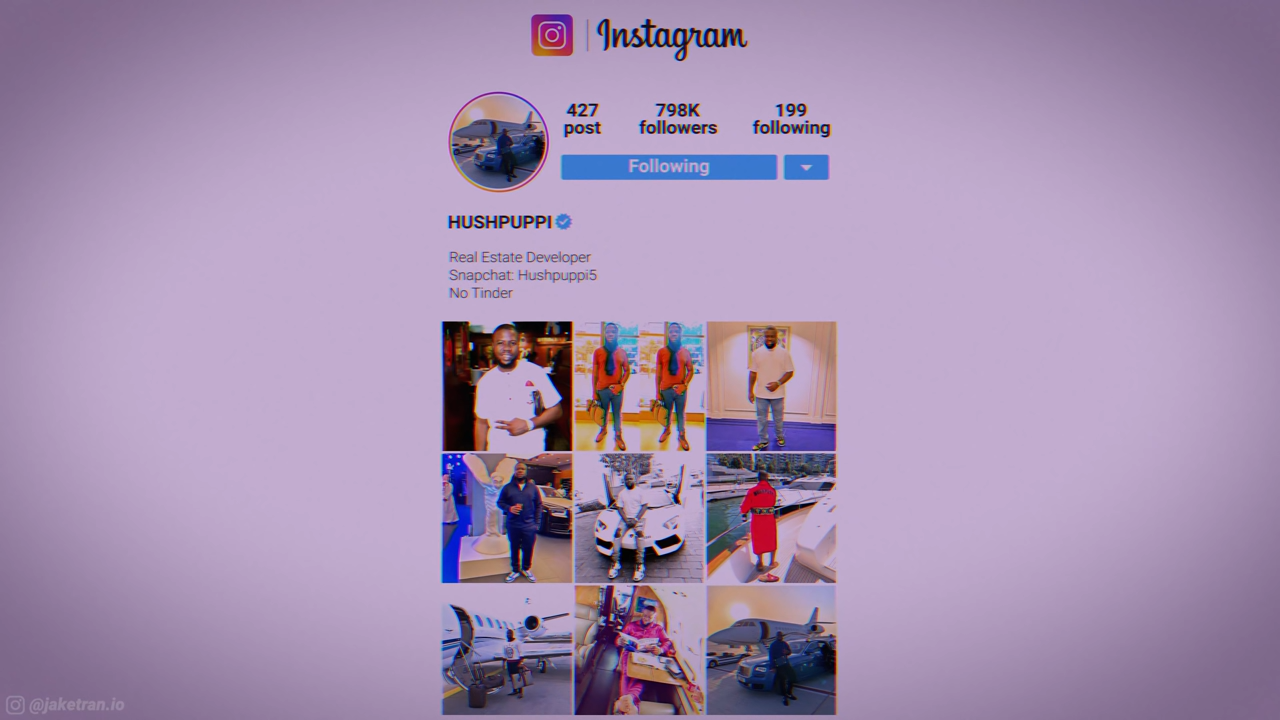 Instagram
427 798K 199
post followers following
Following
HUSHPUPPI
Real Estate Developer
Snapchat: Hushpuppi5
No Tinder
@jaketran.io